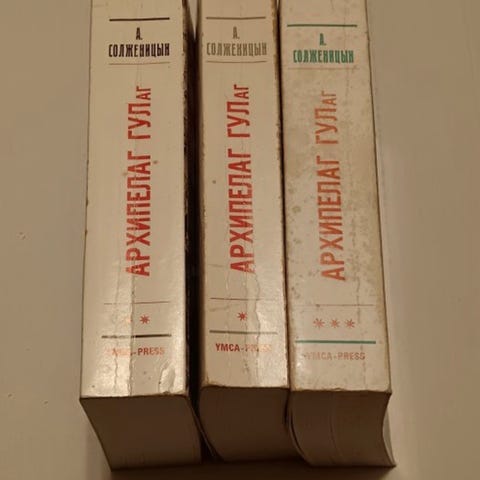 А.
СОЛЖЕНИЦЫН
АРХИПЕЛАГ ГУЛаг
* *
YMCA-PRESS
А.
СОЛЖЕНИЦЫН
АРХИПЕЛАГ ГУЛаг
*
YMCA-PRESS
А.
СОЛЖЕНИЦЫН
АРХИПЕЛАГ ГУЛаг
* * *
YMCA-PRESS